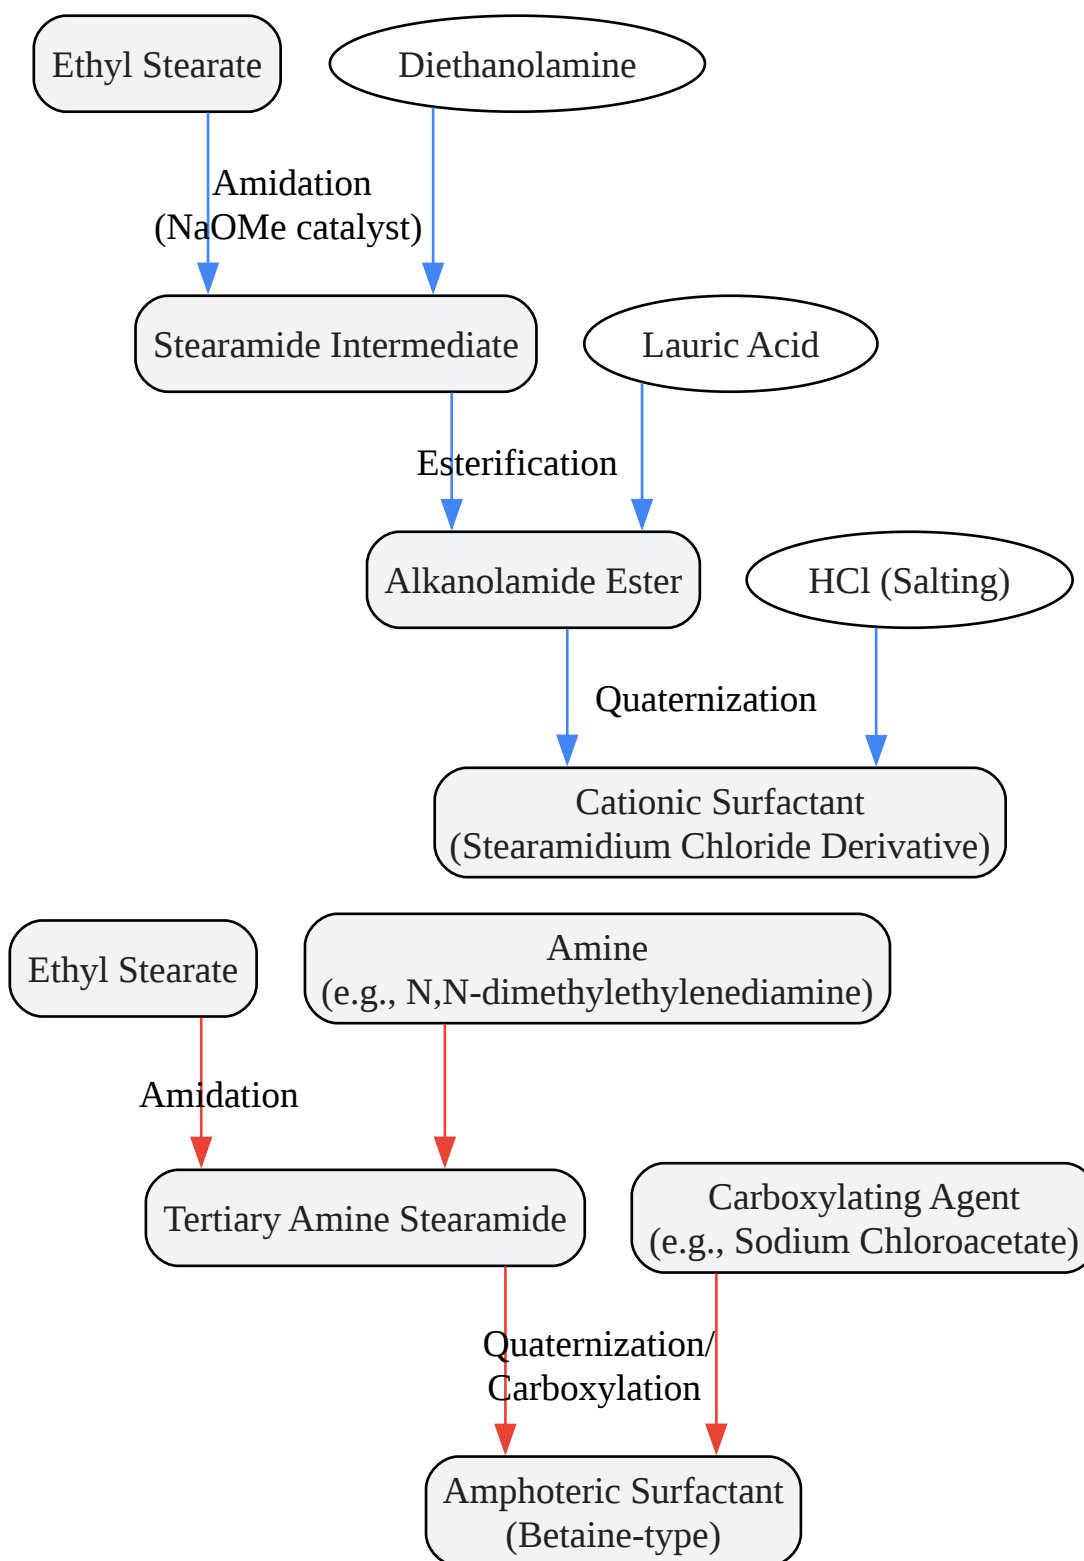 Ethyl Stearate
Diethanolamine
Amidation
(NaOMe catalyst)
Stearamide Intermediate
Lauric Acid
Esterification
Alkanolamide Ester
HCl (Salting)
Quaternization
Cationic Surfactant
(Stearamidium Chloride Derivative)
Ethyl Stearate
Amine
(e.g., N,N-dimethylethylenediamine)
Amidation
Tertiary Amine Stearamide
Carboxylating Agent
(e.g., Sodium Chloroacetate)
Quaternization/
Carboxylation
Amphoteric Surfactant
(Betaine-type)